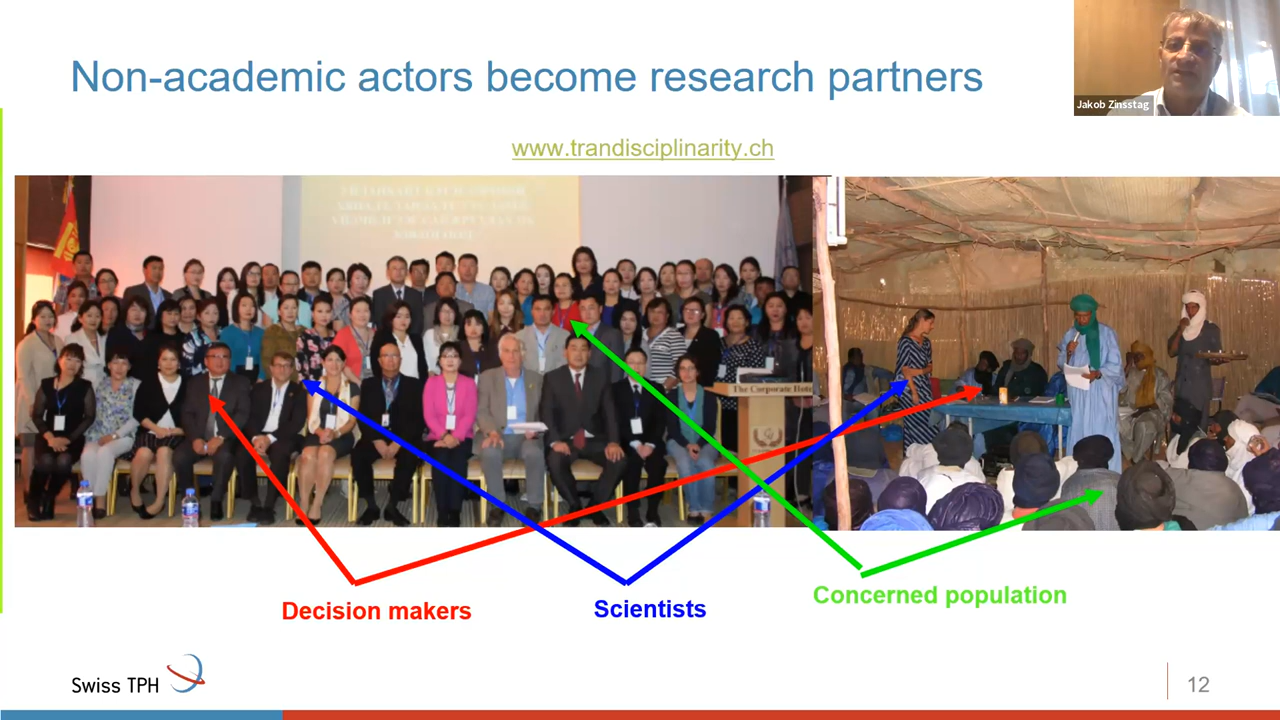 Non-academic actors become research partners
Jakob Zinsstag
www.trandisciplinarity.ch
The Corporate Hote
Decision makers
Scientists
Concerned population
Swiss TPH
12